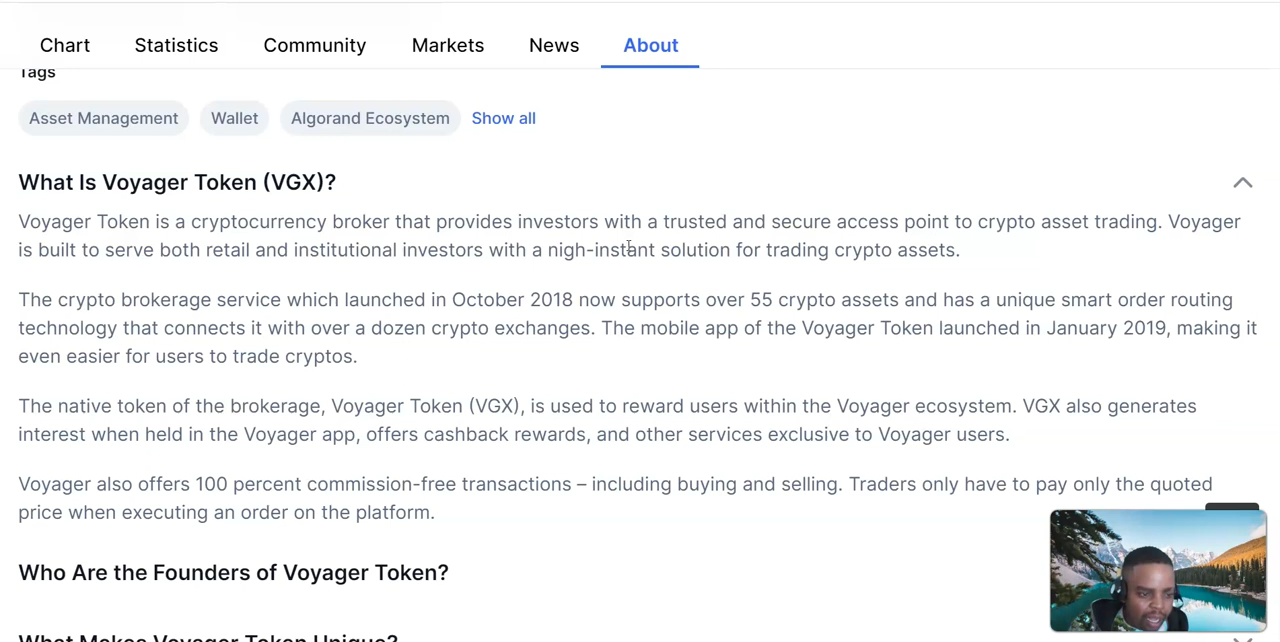 Chart Statistics Community Markets News About
Tags
Asset Management Wallet Algorand Ecosystem Show all
What Is Voyager Token (VGX)?
Voyager Token is a cryptocurrency broker that provides investors with a trusted and secure access point to crypto asset trading. Voyager
is built to serve both retail and institutional investors with a nigh-instant solution for trading crypto assets.
The crypto brokerage service which launched in October 2018 now supports over 55 crypto assets and has a unique smart order routing
technology that connects it with over a dozen crypto exchanges. The mobile app of the Voyager Token launched in January 2019, making it
even easier for users to trade cryptos.
The native token of the brokerage, Voyager Token (VGX), is used to reward users within the Voyager ecosystem. VGX also generates
interest when held in the Voyager app, offers cashback rewards, and other services exclusive to Voyager users.
Voyager also offers 100 percent commission-free transactions – including buying and selling. Traders only have to pay only the quoted
price when executing an order on the platform.
Who Are the Founders of Voyager Token?
What Makes Voyager Token Unique?